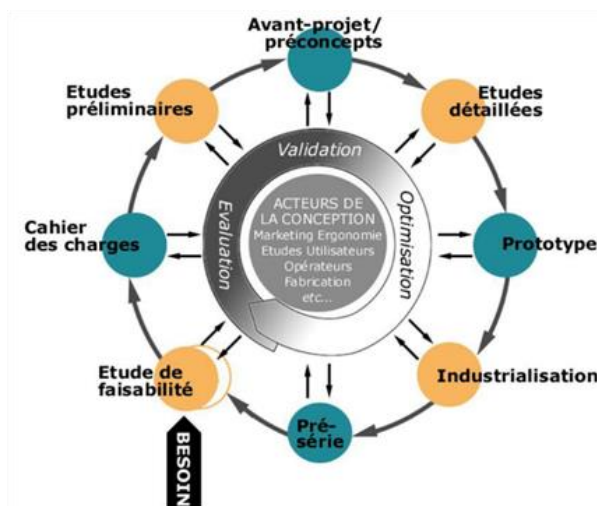 Avant-projet/
préconcepts
Etudes
préliminaires
Etudes
détaillées
Validation
Evaluation
Optimisation
ACTEURS DE
LA CONCEPTION
Marketing Ergonomie
Etudes Utilisateurs
Opérateurs
Fabrication
etc...
Cahier
des charges
Prototype
Etude de
faisabilité
Industrialisation
Pré-
série
BESOIN